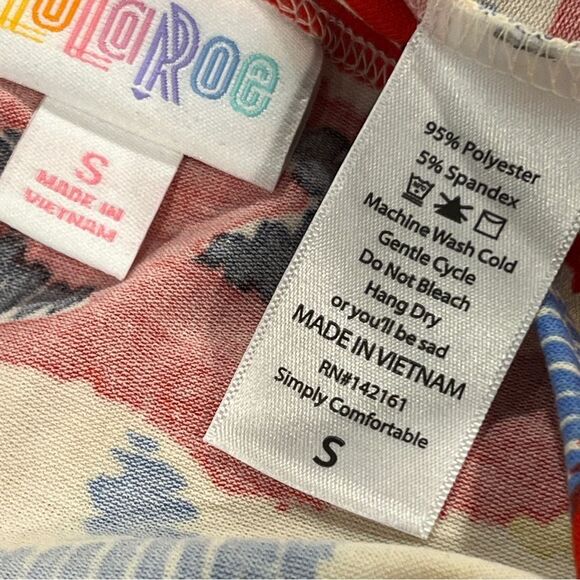 LuLaRoe
S
MADE IN
VIETNAM
95% Polyester
5% Spandex
Machine Wash Cold
Gentle Cycle
Do Not Bleach
Hang Dry
or you'll be sad
MADE IN VIETNAM
RN#142161
Simply Comfortable
S